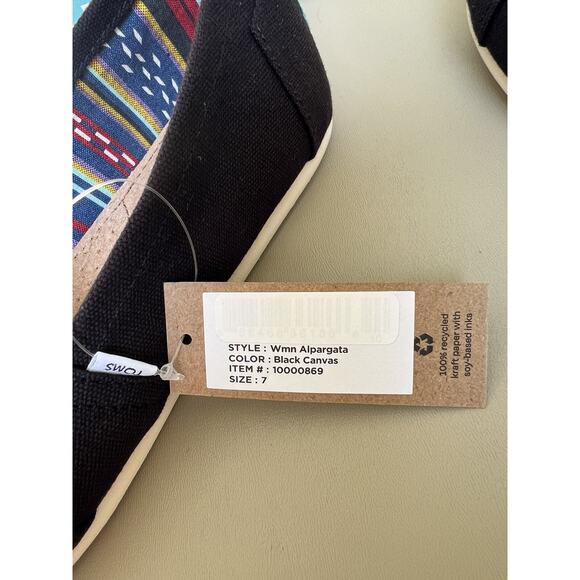 STYLE : Wmn Alpargata
COLOR : Black Canvas
ITEM # : 10000869
SIZE : 7
100% recycled
kraft paper with
soy-based inks
TOMS